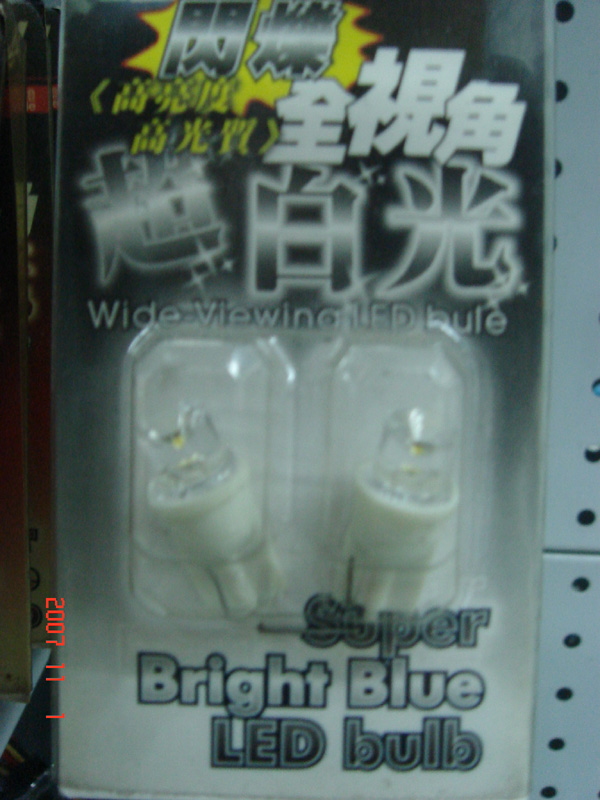 閃爍
〈高亮度
高光質〉
全視角
超白光
Wide-Viewing LED bule
Super
Bright Blue
LED bulb
2007 11 1